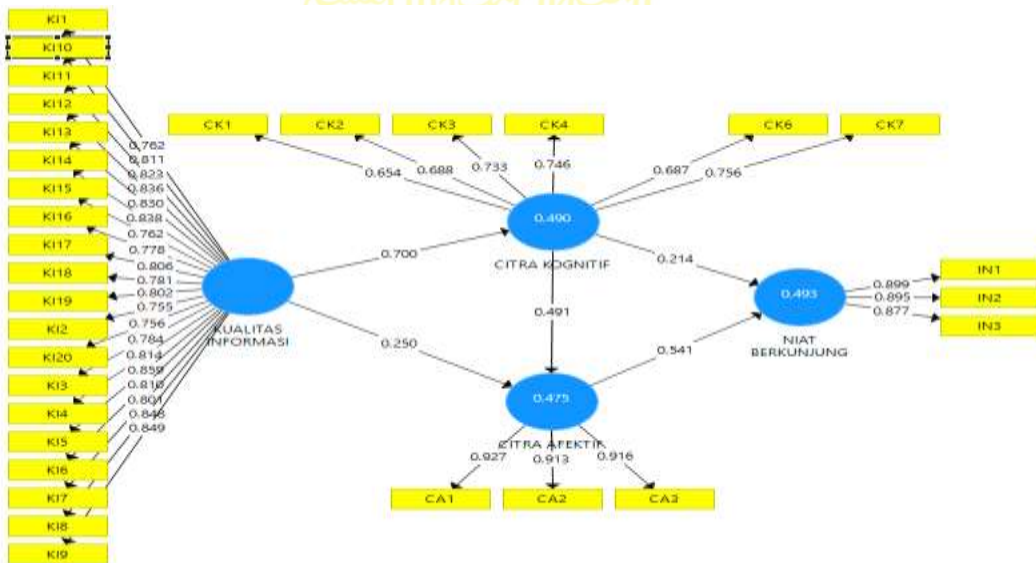 KI1
KI10
KI11
KI12
KI13
KI14
KI15
KI16
KI17
KI18
KI19
KI2
KI20
KI3
KI4
KI5
KI6
KI7
KI8
KI9
0.762
0.811
0.823
0.836
0.830
0.838
0.762
0.778
0.806
0.781
0.802
0.755
0.756
0.784
0.814
0.859
0.810
0.801
0.848
0.849
KUALITAS
INFORMASI
CK1
CK2
CK3
CK4
CK6
CK7
0.654
0.688
0.733
0.746
0.687
0.756
0.490
CITRA KOGNITIF
0.700
0.250
0.491
0.214
0.541
0.475
CITRA AFEKTIF
0.927
0.913
0.916
CA1
CA2
CA3
0.493
NIAT
BERKUNJUNG
0.899
0.895
0.877
IN1
IN2
IN3